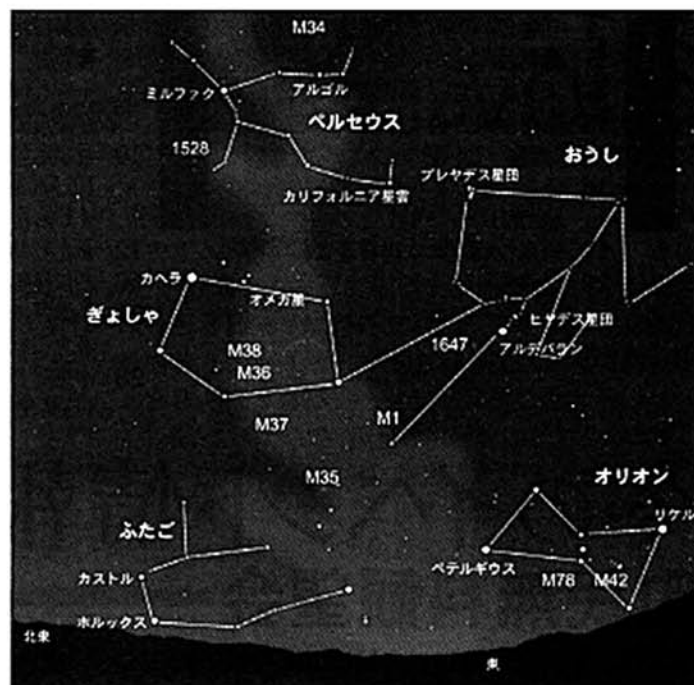 M34
ミルファク
アルゴル
ペルセウス
1528
おうし
プレヤデス星団
カリフォルニア星雲
カペラ
オメガ星
ぎょしゃ
ヒヤデス星団
1647
アルデバラン
M38
M36
M37
M1
M35
オリオン
リゲル
ふたご
ベテルギウス
カストル
M78
M42
ポルックス
北東
東